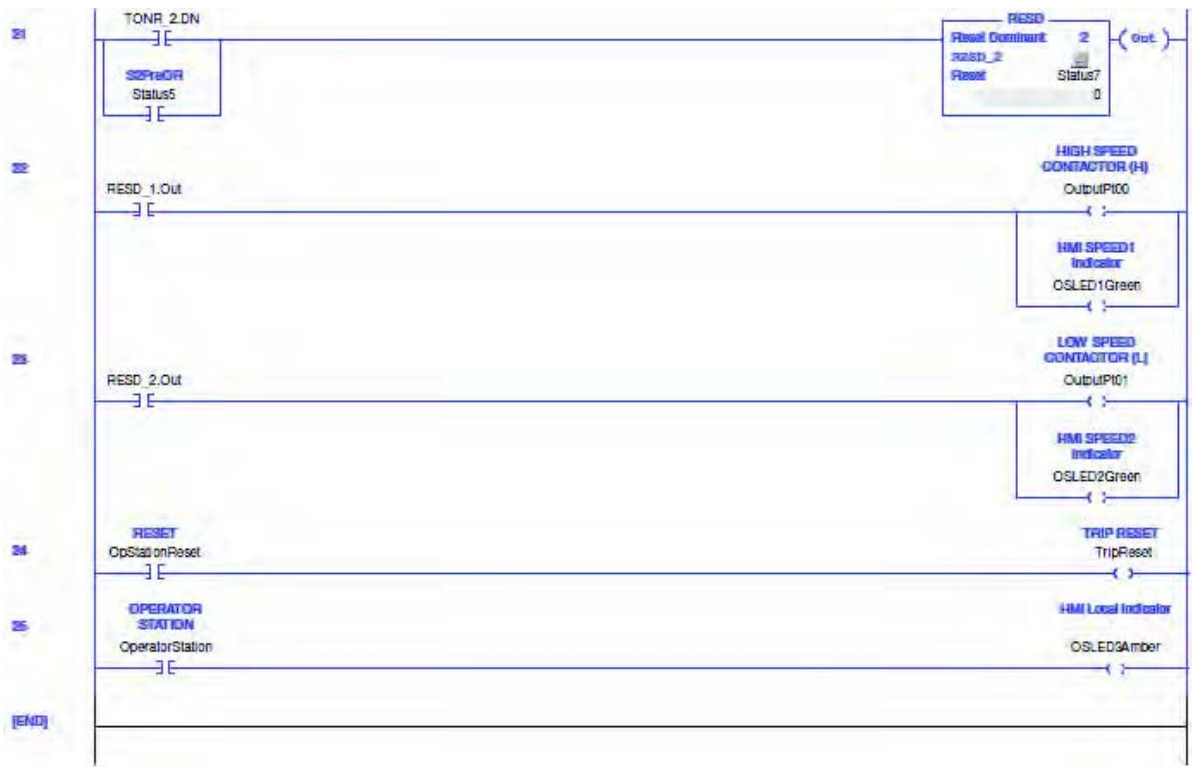 21
TONR_2.DN
S2PreOR
Status5
RESD
Reset Dominant 2
RESD_2 ...
Reset Status7
0
Out
22
RESD_1.Out
HIGH SPEED
CONTACTOR (H)
OutputPt00
HMI SPEED1
Indicator
OSLED1Green
23
RESD_2.Out
LOW SPEED
CONTACTOR (L)
OutputPt01
HMI SPEED2
Indicator
OSLED2Green
24
RESET
OpStationReset
TRIP RESET
TripReset
25
OPERATOR
STATION
OperatorStation
HMI Local Indicator
OSLED3Amber
[END]